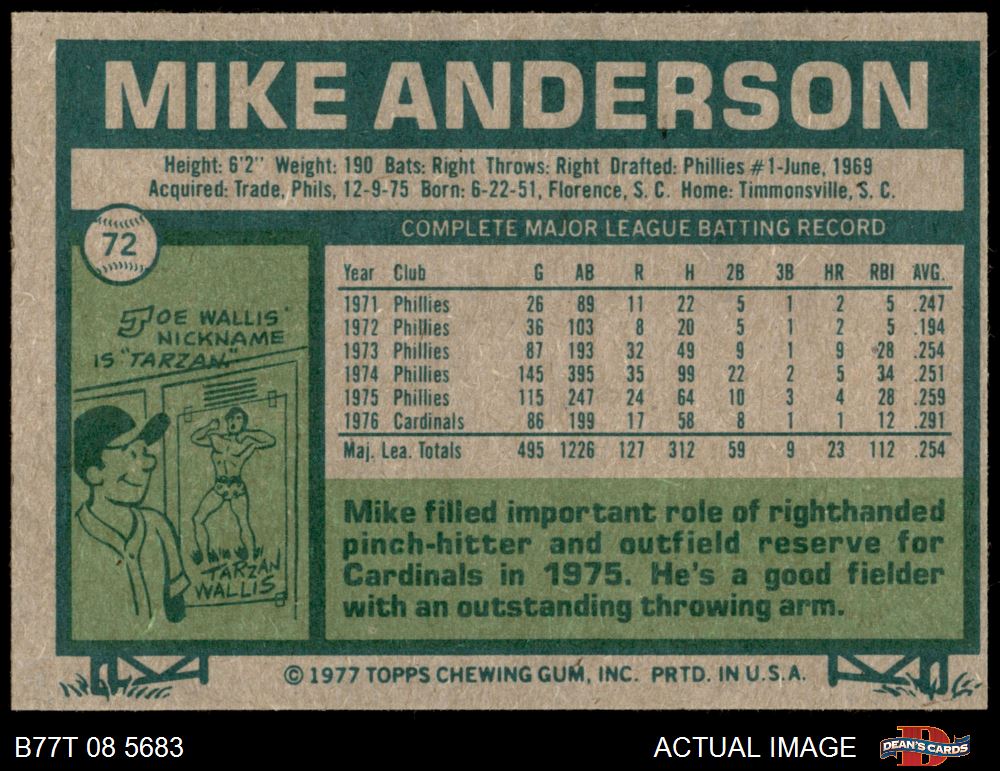 MIKE ANDERSON
Height: 6'2" Weight: 190 Bats: Right Throws: Right Drafted: Phillies #1-June, 1969
Acquired: Trade, Phils, 12-9-75 Born: 6-22-51, Florence, S. C. Home: Timmonsville, S. C.
72
COMPLETE MAJOR LEAGUE BATTING RECORD
JOE WALLIS'
NICKNAME
IS "TARZAN."
TARZAN
WALLIS
Year Club G AB R H 2B 3B HR RBI AVG.
1971 Phillies 26 89 11 22 5 1 2 5 .247
1972 Phillies 36 103 8 20 5 1 2 5 .194
1973 Phillies 87 193 32 49 9 1 9 28 .254
1974 Phillies 145 395 35 99 22 2 5 34 .251
1975 Phillies 115 247 24 64 10 3 4 28 .259
1976 Cardinals 86 199 17 58 8 1 1 12 .291
Maj. Lea. Totals 495 1226 127 312 59 9 23 112 .254
Mike filled important role of righthanded
pinch-hitter and outfield reserve for
Cardinals in 1975. He's a good fielder
with an outstanding throwing arm.
© 1977 TOPPS CHEWING GUM, INC. PRTD. IN U.S.A.
B77T 08 5683
ACTUAL IMAGE
DEAN'S CARDS